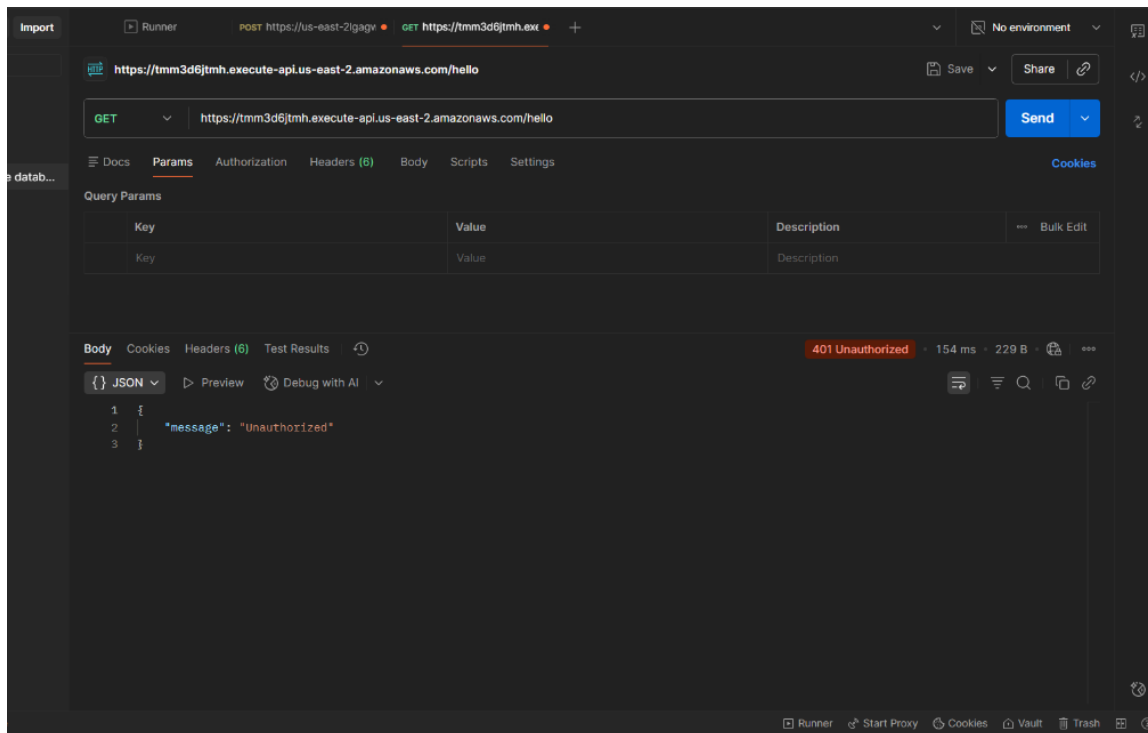 Import
Runner
POST https://us-east-2lgagv
GET https://tmm3d6jtmh.exe
No environment
HTTP https://tmm3d6jtmh.execute-api.us-east-2.amazonaws.com/hello
Save
Share
GET
https://tmm3d6jtmh.execute-api.us-east-2.amazonaws.com/hello
Send
Docs Params Authorization Headers (6) Body Scripts Settings
Cookies
e datab...
Query Params
Key Value Description
Bulk Edit
Key Value Description
Body Cookies Headers (6) Test Results
401 Unauthorized 154 ms 229 B
{} JSON Preview Debug with AI
1 {
2 "message": "Unauthorized"
3 }
Runner Start Proxy Cookies Vault Trash